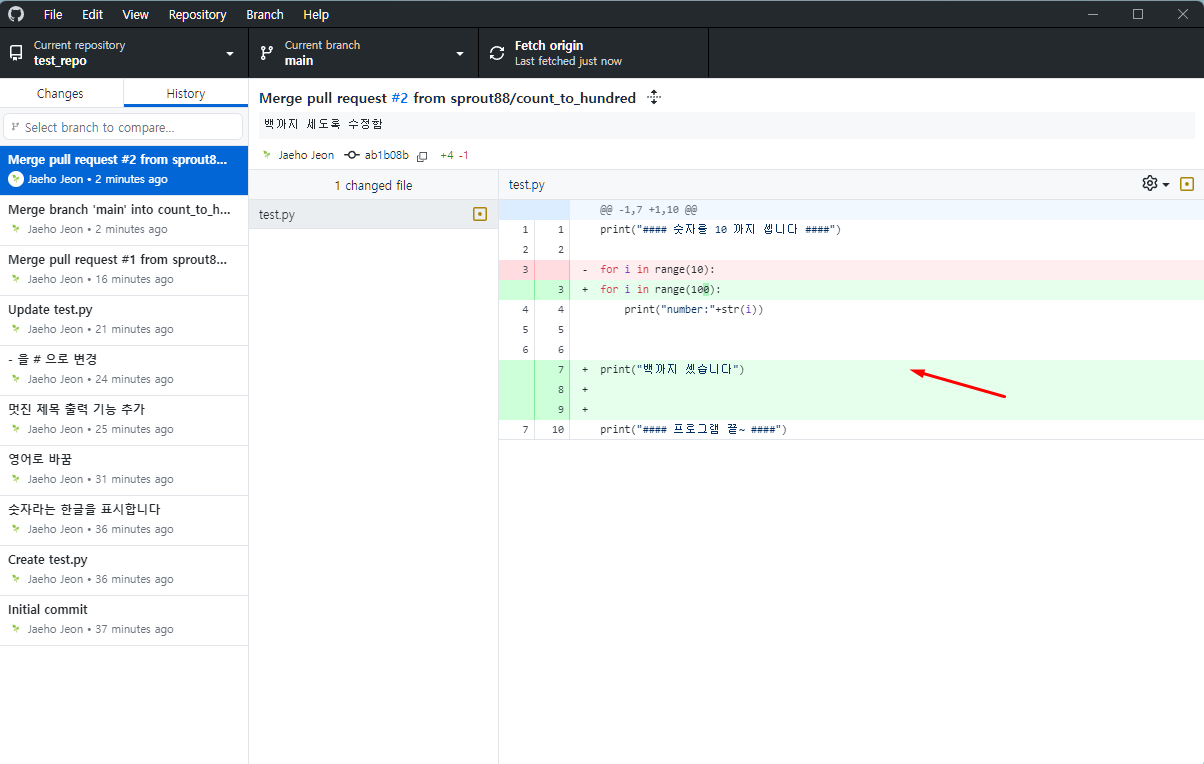 File Edit View Repository Branch Help
Current repository
test_repo
Current branch
main
Fetch origin
Last fetched just now
Changes History
Select branch to compare...
Merge pull request #2 from sprout8...
Jaeho Jeon • 2 minutes ago
Merge branch 'main' into count_to_h...
Jaeho Jeon • 2 minutes ago
Merge pull request #1 from sprout8...
Jaeho Jeon • 16 minutes ago
Update test.py
Jaeho Jeon • 21 minutes ago
- 을 # 으로 변경
Jaeho Jeon • 24 minutes ago
멋진 제목 출력 기능 추가
Jaeho Jeon • 25 minutes ago
영어로 바꿈
Jaeho Jeon • 31 minutes ago
숫자라는 한글을 표시합니다
Jaeho Jeon • 36 minutes ago
Create test.py
Jaeho Jeon • 36 minutes ago
Initial commit
Jaeho Jeon • 37 minutes ago
Merge pull request #2 from sprout88/count_to_hundred
백까지 세도록 수정함
Jaeho Jeon ab1b08b +4 -1
1 changed file
test.py
test.py
@@ -1,7 +1,10 @@
1 1 print("#### 숫자를 10 까지 셉니다 ####")
2 2
3 - for i in range(10):
3 + for i in range(100):
4 4 print("number:"+str(i))
5 5
6 6
7 + print("백까지 셌습니다")
8 +
9 +
7 10 print("#### 프로그램 끝~ ####")